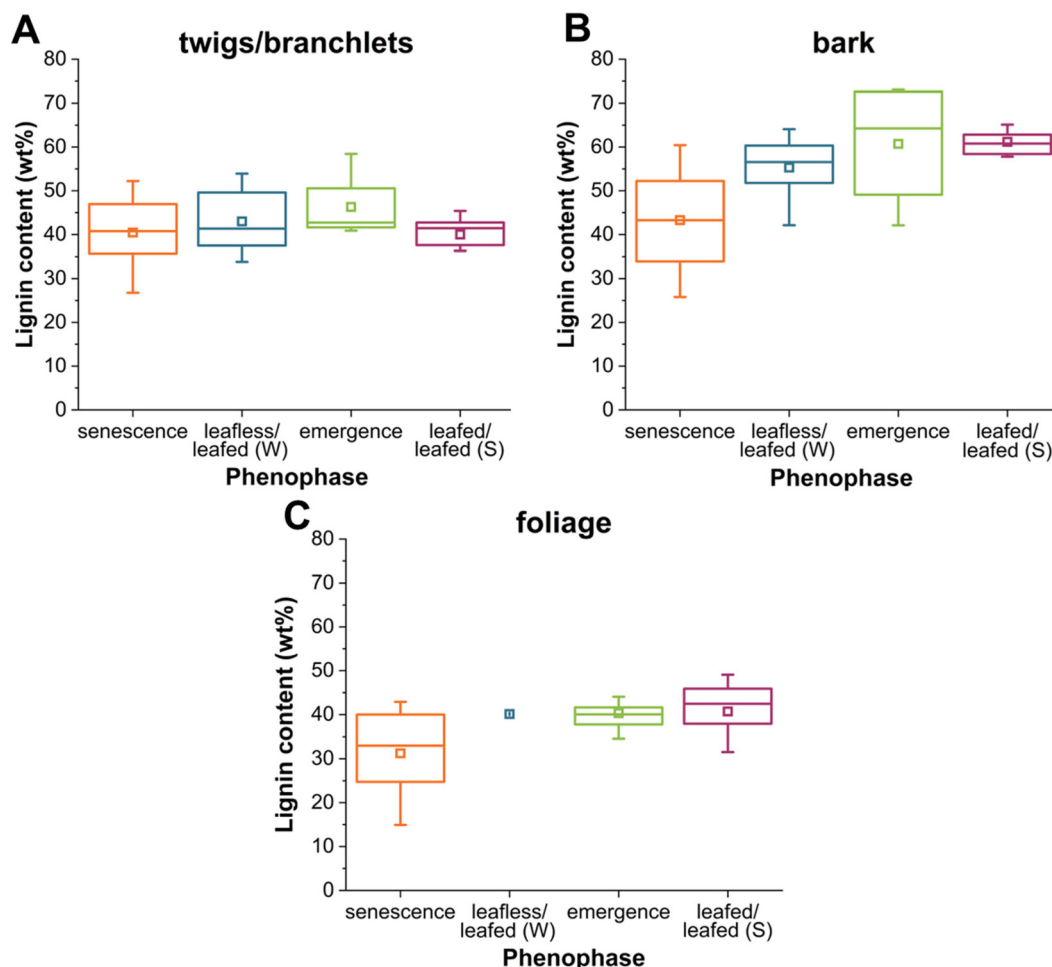 A
twigs/branchlets
80
70
60
50
40
30
20
10
0
Lignin content (wt%)
senescence
leafless/
leafed (W)
emergence
leafed/
leafed (S)
Phenophase
B
bark
80
70
60
50
40
30
20
10
0
Lignin content (wt%)
senescence
leafless/
leafed (W)
emergence
leafed/
leafed (S)
Phenophase
C
foliage
80
70
60
50
40
30
20
10
0
Lignin content (wt%)
senescence
leafless/
leafed (W)
emergence
leafed/
leafed (S)
Phenophase